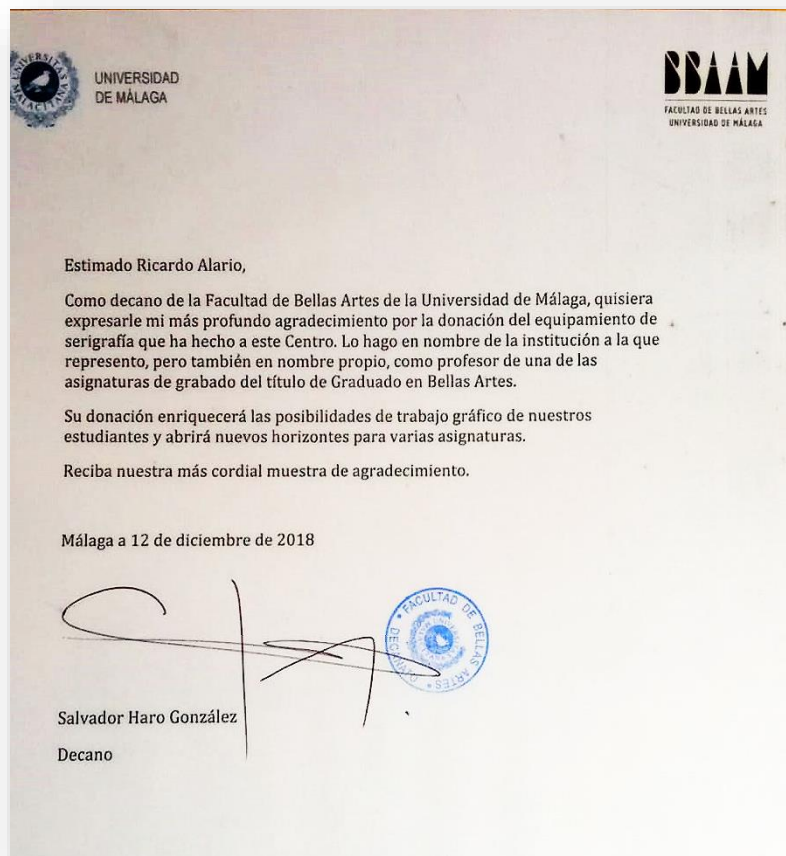 UNIVERSITAS MALACITANA
UNIVERSIDAD
DE MÁLAGA
BBAAM
FACULTAD DE BELLAS ARTES
UNIVERSIDAD DE MÁLAGA
Estimado Ricardo Alario,
Como decano de la Facultad de Bellas Artes de la Universidad de Málaga, quisiera
expresarle mi más profundo agradecimiento por la donación del equipamiento de
serigrafía que ha hecho a este Centro. Lo hago en nombre de la institución a la que
represento, pero también en nombre propio, como profesor de una de las
asignaturas de grabado del título de Graduado en Bellas Artes.
Su donación enriquecerá las posibilidades de trabajo gráfico de nuestros
estudiantes y abrirá nuevos horizontes para varias asignaturas.
Reciba nuestra más cordial muestra de agradecimiento.
Málaga a 12 de diciembre de 2018
FACULTAD DE BELLAS ARTES
DECANATO
Salvador Haro González
Decano